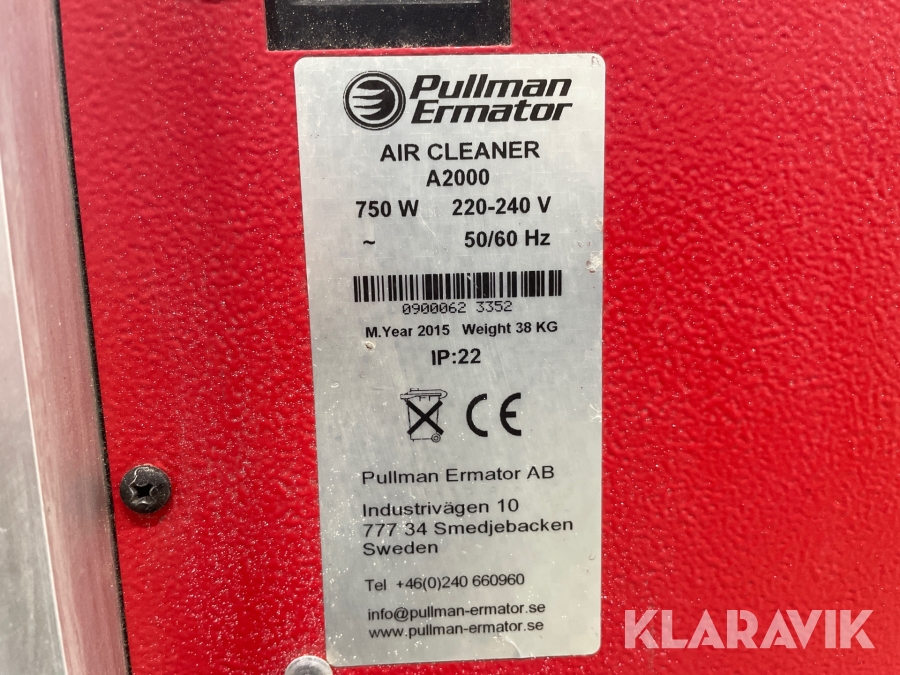 Pullman
Ermator
AIR CLEANER
A2000
750 W 220-240 V
~ 50/60 Hz
0900062 3352
M.Year 2015 Weight 38 KG
IP:22
CE
Pullman Ermator AB
Industrivägen 10
777 34 Smedjebacken
Sweden
Tel +46(0)240 660960
info@pullman-ermator.se
www.pullman-ermator.se
KLARAVIK